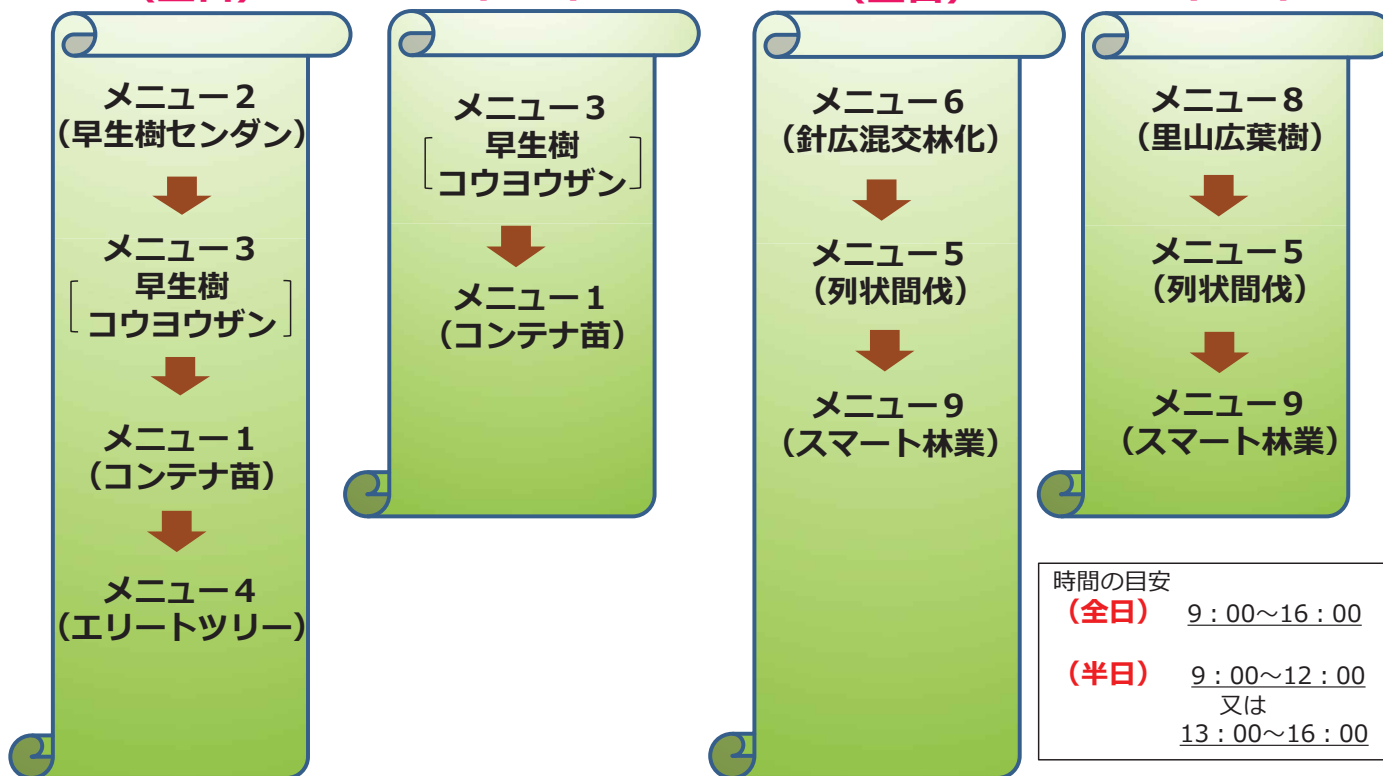 メニュー２
（早生樹センダン）
メニュー３
早生樹
コウヨウザン
メニュー１
（コンテナ苗）
メニュー４
（エリートツリー）
メニュー３
早生樹
コウヨウザン
メニュー１
（コンテナ苗）
メニュー６
（針広混交林化）
メニュー５
（列状間伐）
メニュー９
（スマート林業）
メニュー８
（里山広葉樹）
メニュー５
（列状間伐）
メニュー９
（スマート林業）
時間の目安
（全日） 9：00～16：00
（半日） 9：00～12：00
又は
13：00～16：00